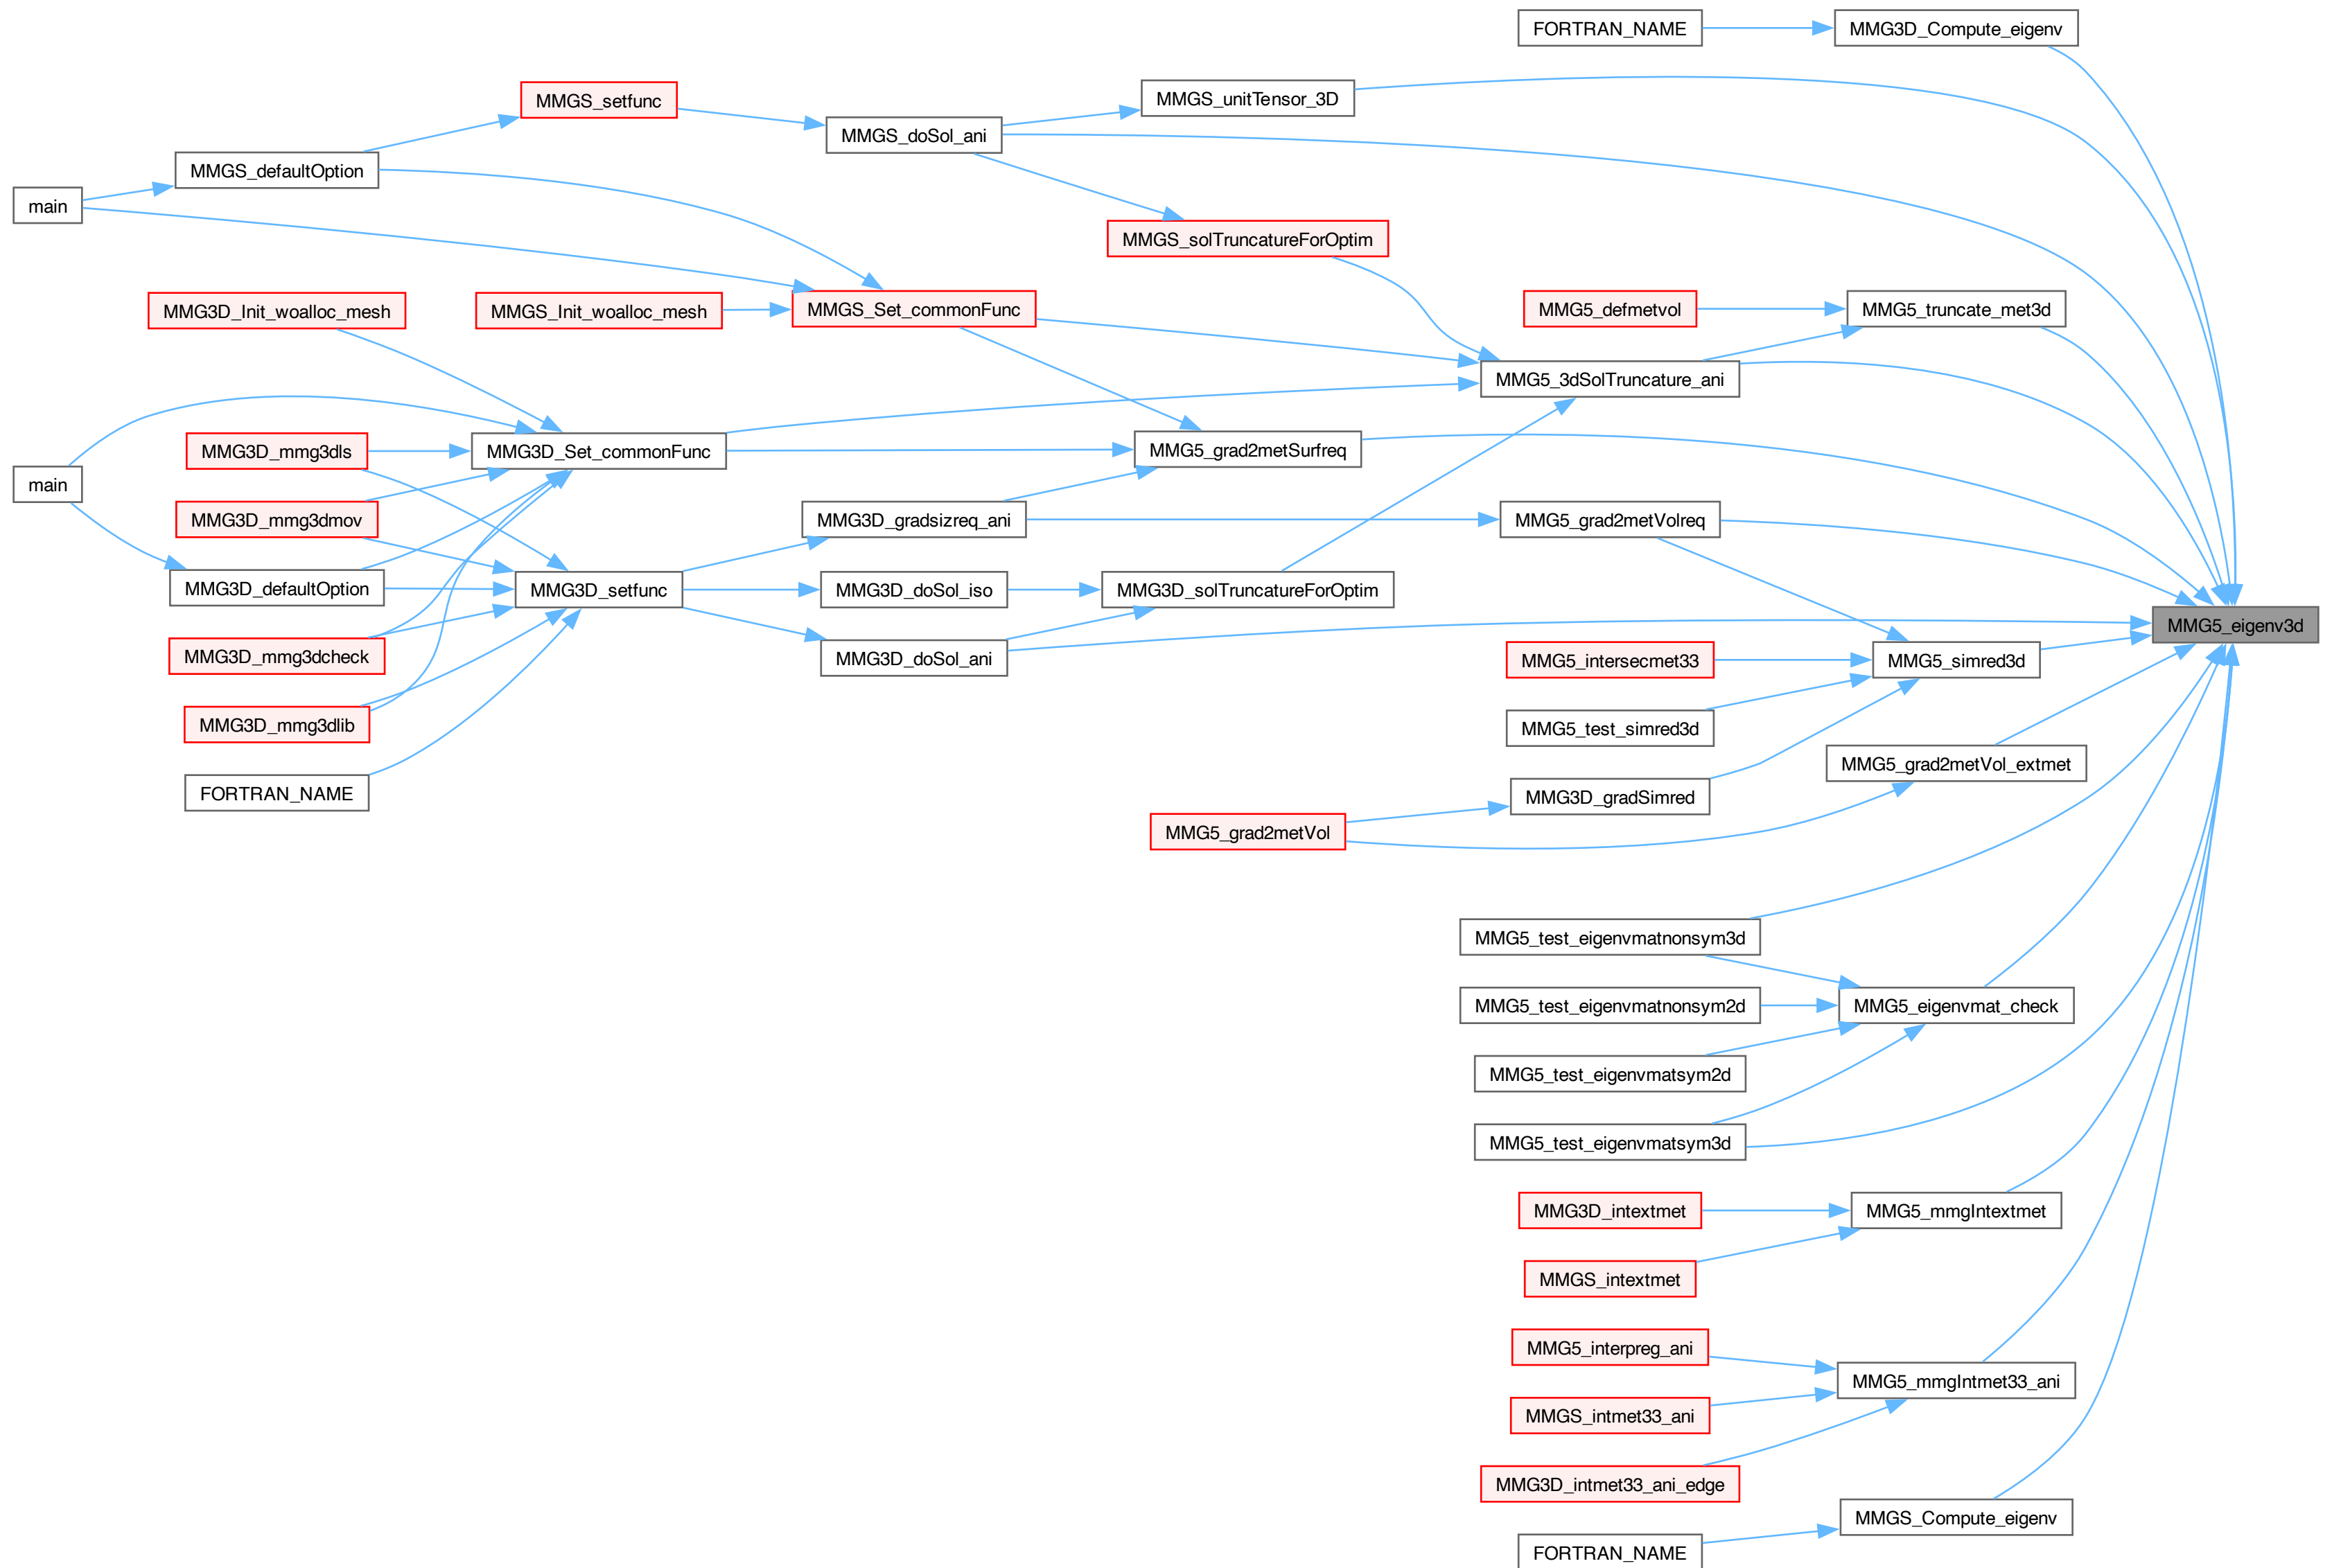 FORTRAN_NAME
MMG3D_Compute_eigenv
MMGS_setfunc
MMGS_unitTensor_3D
MMGS_doSol_ani
MMGS_defaultOption
main
MMGS_solTruncatureForOptim
MMG3D_Init_woalloc_mesh
MMGS_Init_woalloc_mesh
MMGS_Set_commonFunc
MMG5_defmetvol
MMG5_truncate_met3d
MMG5_3dSolTruncature_ani
MMG3D_mmg3dls
MMG3D_Set_commonFunc
MMG5_grad2metSurfreq
main
MMG3D_mmg3dmov
MMG3D_gradsizreq_ani
MMG5_grad2metVolreq
MMG3D_defaultOption
MMG3D_setfunc
MMG3D_doSol_iso
MMG3D_solTruncatureForOptim
MMG5_eigenv3d
MMG3D_mmg3dcheck
MMG3D_doSol_ani
MMG5_intersecmet33
MMG5_simred3d
MMG3D_mmg3dlib
MMG5_test_simred3d
MMG5_grad2metVol_extmet
FORTRAN_NAME
MMG3D_gradSimred
MMG5_grad2metVol
MMG5_test_eigenvmatnonsym3d
MMG5_test_eigenvmatnonsym2d
MMG5_eigenvmat_check
MMG5_test_eigenvmatsym2d
MMG5_test_eigenvmatsym3d
MMG3D_intextmet
MMG5_mmgIntextmet
MMGS_intextmet
MMG5_interpreg_ani
MMG5_mmgIntmet33_ani
MMGS_intmet33_ani
MMG3D_intmet33_ani_edge
MMGS_Compute_eigenv
FORTRAN_NAME